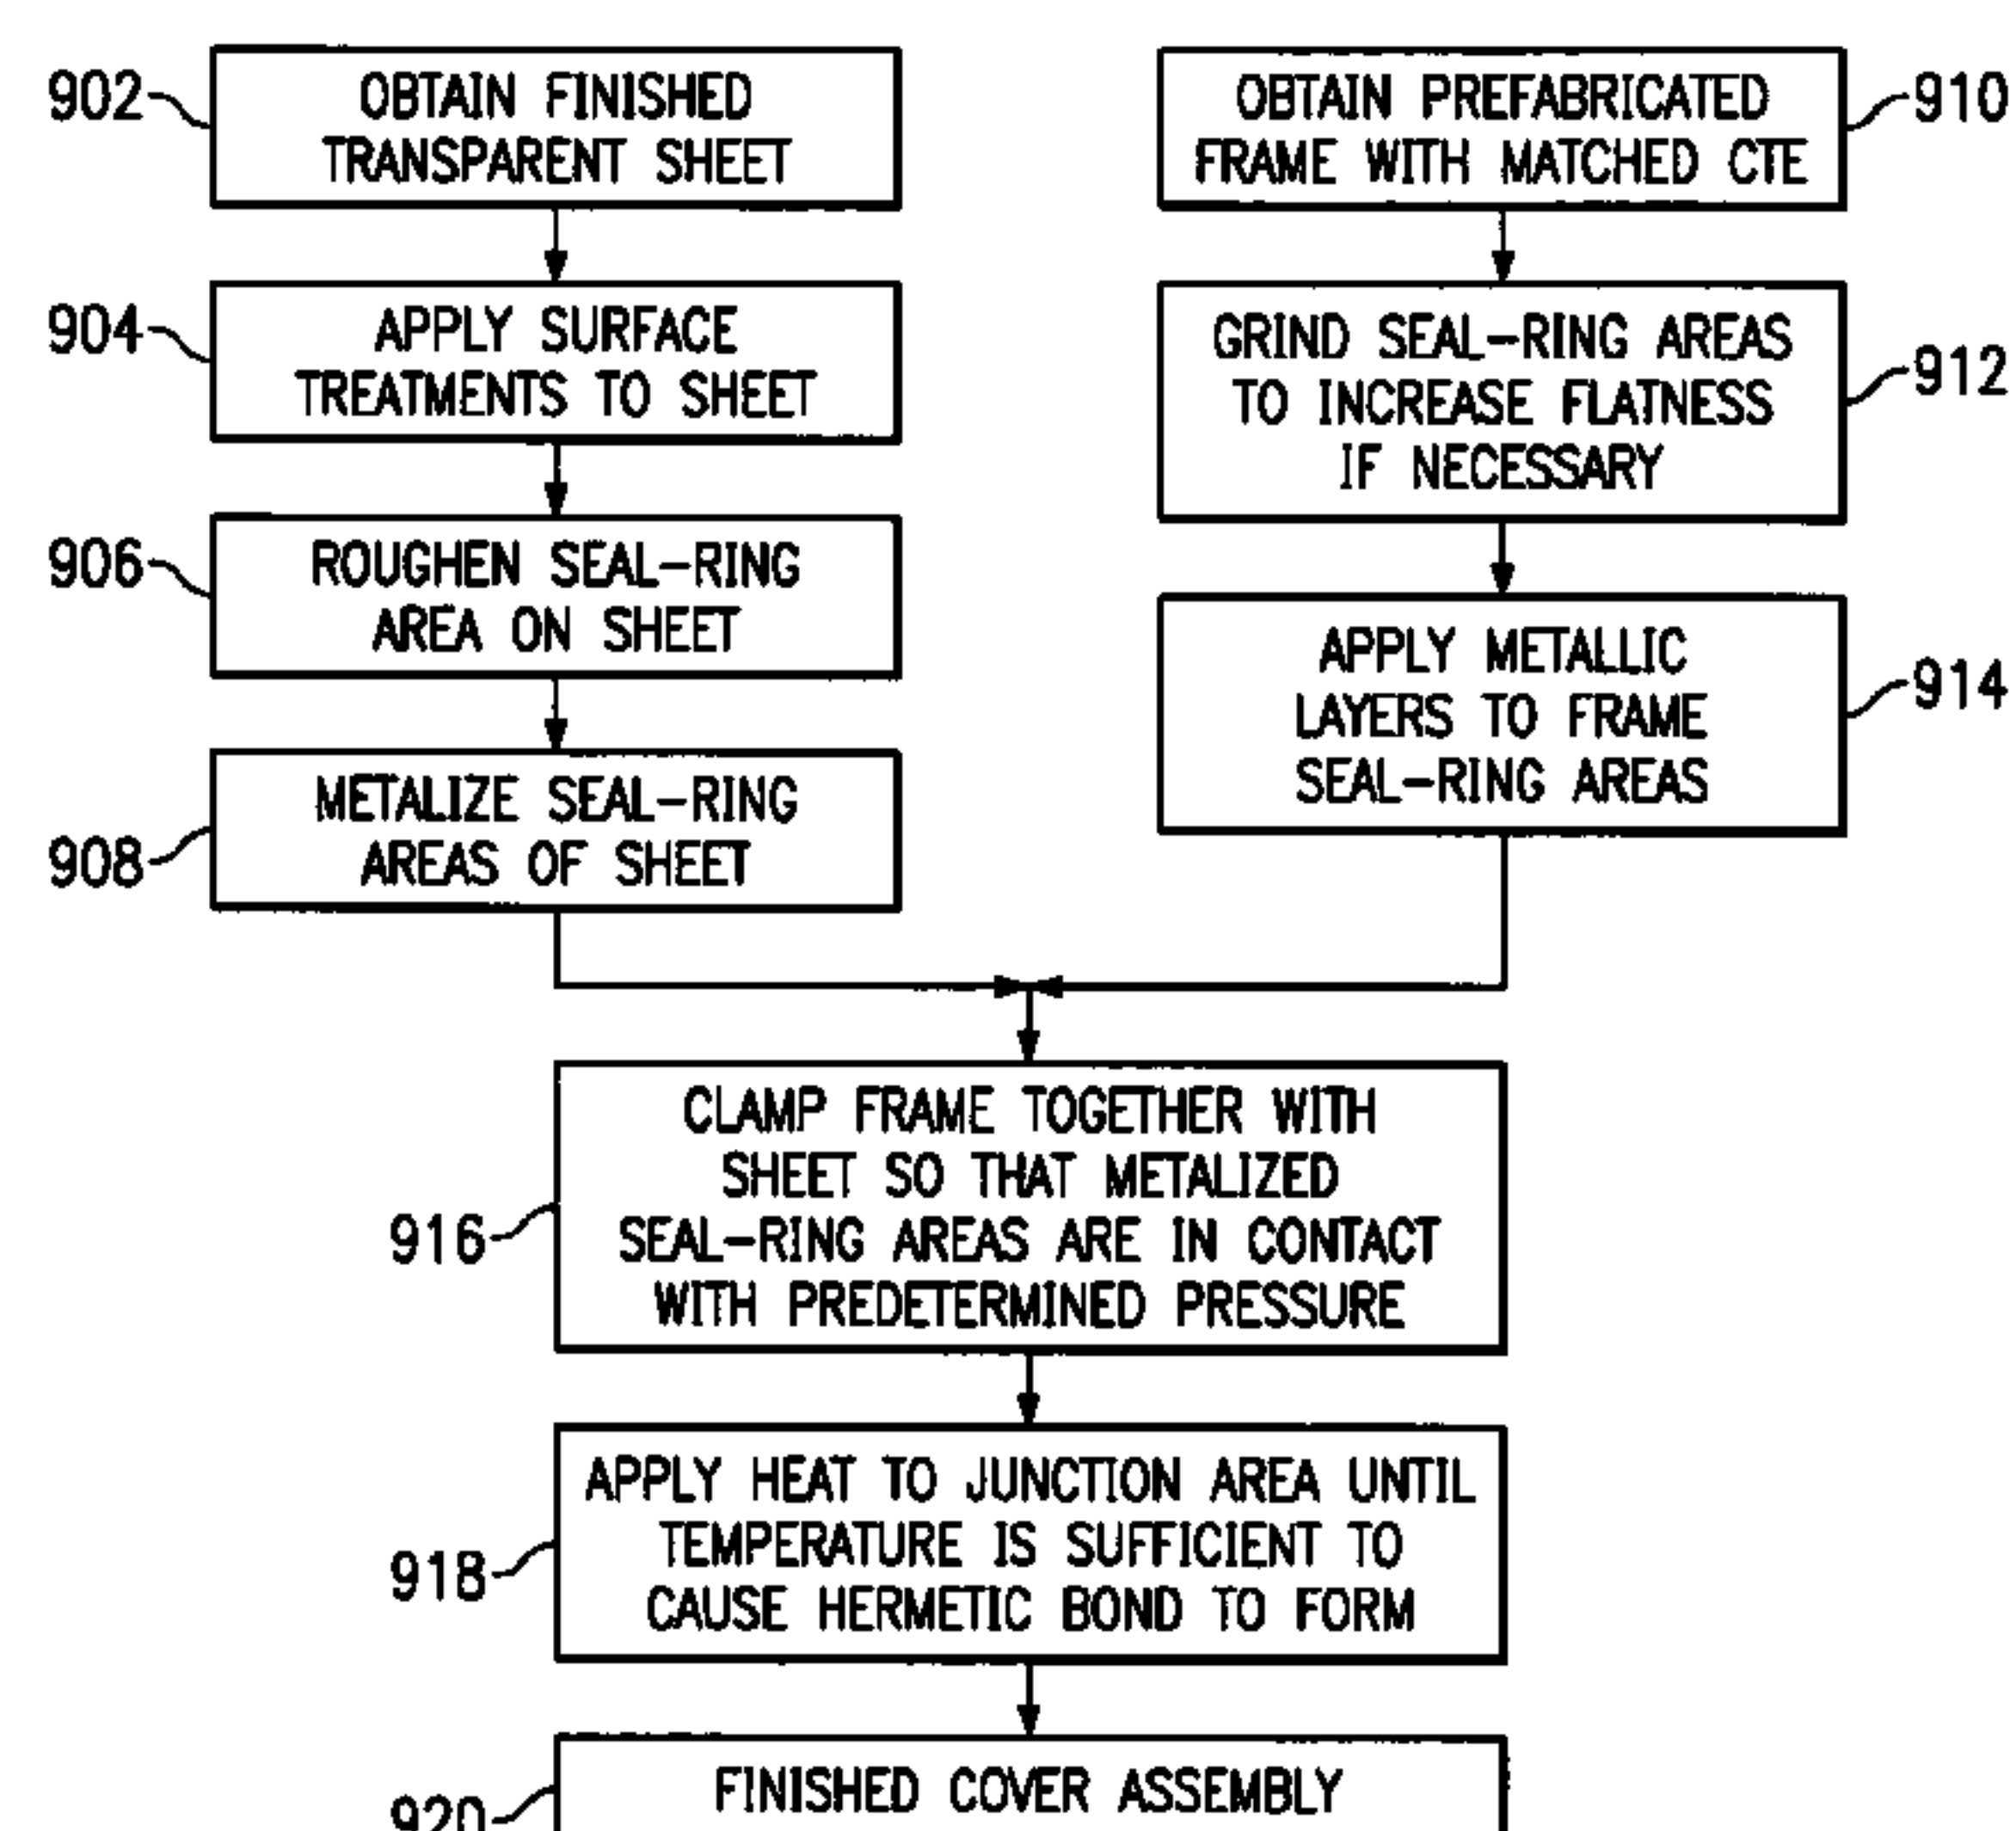 902
OBTAIN FINISHED
TRANSPARENT SHEET
904
APPLY SURFACE
TREATMENTS TO SHEET
906
ROUGHEN SEAL-RING
AREA ON SHEET
908
METALIZE SEAL-RING
AREAS OF SHEET
OBTAIN PREFABRICATED
FRAME WITH MATCHED CTE
910
GRIND SEAL-RING AREAS
TO INCREASE FLATNESS
IF NECESSARY
912
APPLY METALLIC
LAYERS TO FRAME
SEAL-RING AREAS
914
916
CLAMP FRAME TOGETHER WITH
SHEET SO THAT METALIZED
SEAL-RING AREAS ARE IN CONTACT
WITH PREDETERMINED PRESSURE
918
APPLY HEAT TO JUNCTION AREA UNTIL
TEMPERATURE IS SUFFICIENT TO
CAUSE HERMETIC BOND TO FORM
920
FINISHED COVER ASSEMBLY